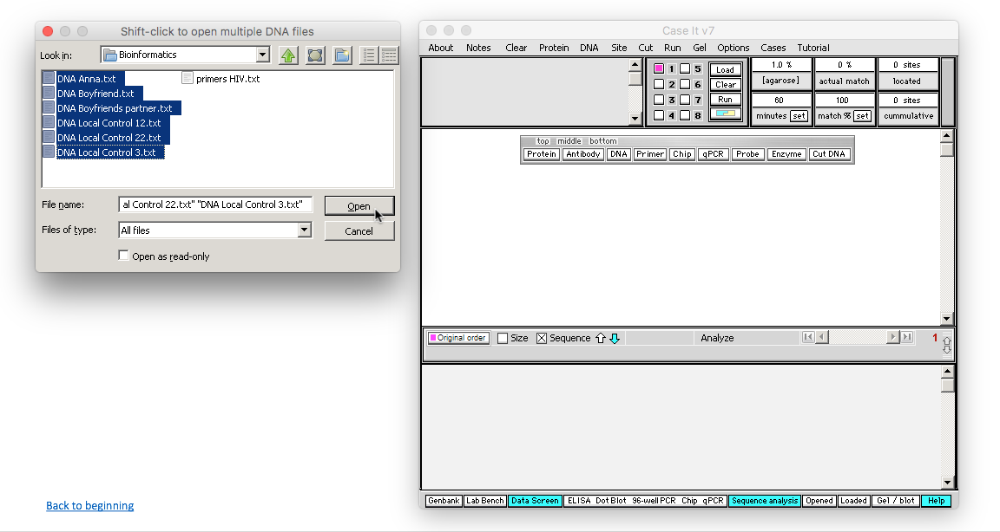 Shift-click to open multiple DNA files
Look in:
Bioinformatics
DNA Anna.txt
primers HIV.txt
DNA Boyfriend.txt
DNA Boyfriends partner.txt
DNA Local Control 12.txt
DNA Local Control 22.txt
DNA Local Control 3.txt
File name:
al Control 22.txt" "DNA Local Control 3.txt"
Open
Files of type:
All files
Cancel
Open as read-only
Back to beginning
Case It v7
About Notes Clear Protein DNA Site Cut Run Gel Options Cases Tutorial
1 5 Load
2 6 Clear
3 7 Run
4 8
1.0 % 0 % 0 sites
[agarose] actual match located
60 100 0 sites
minutes set match % set cummulative
top middle bottom
Protein Antibody DNA Primer Chip qPCR Probe Enzyme Cut DNA
Original order Size Sequence Analyze 1
Genbank Lab Bench Data Screen ELISA Dot Blot 96-well PCR Chip qPCR Sequence analysis Opened Loaded Gel / blot Help